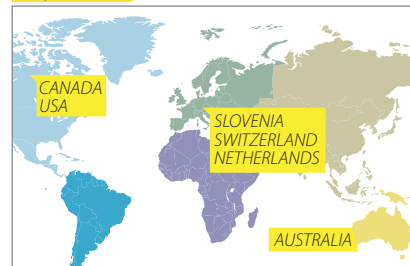 CANADA
USA
SLOVENIA
SWITZERLAND
NETHERLANDS
AUSTRALIA